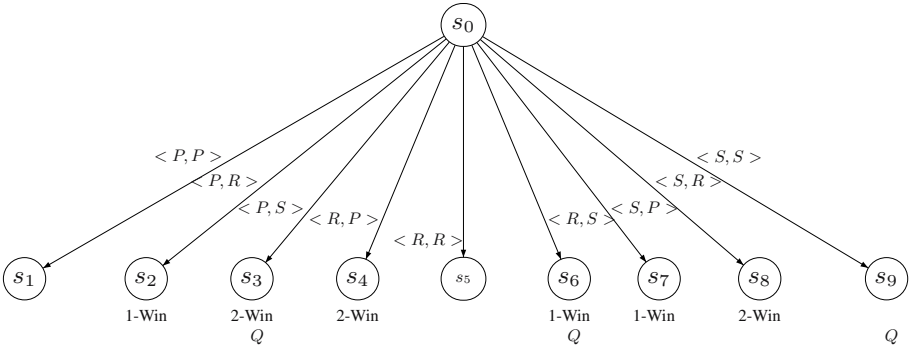 s0
< P, P >
< S, S >
< P, R >
< S, R >
< P, S >
< S, P >
< R, P >
< R, S >
< R, R >
s1
s2
s3
s4
s5
s6
s7
s8
s9
1-Win
2-Win
2-Win
1-Win
1-Win
2-Win
Q
Q
Q